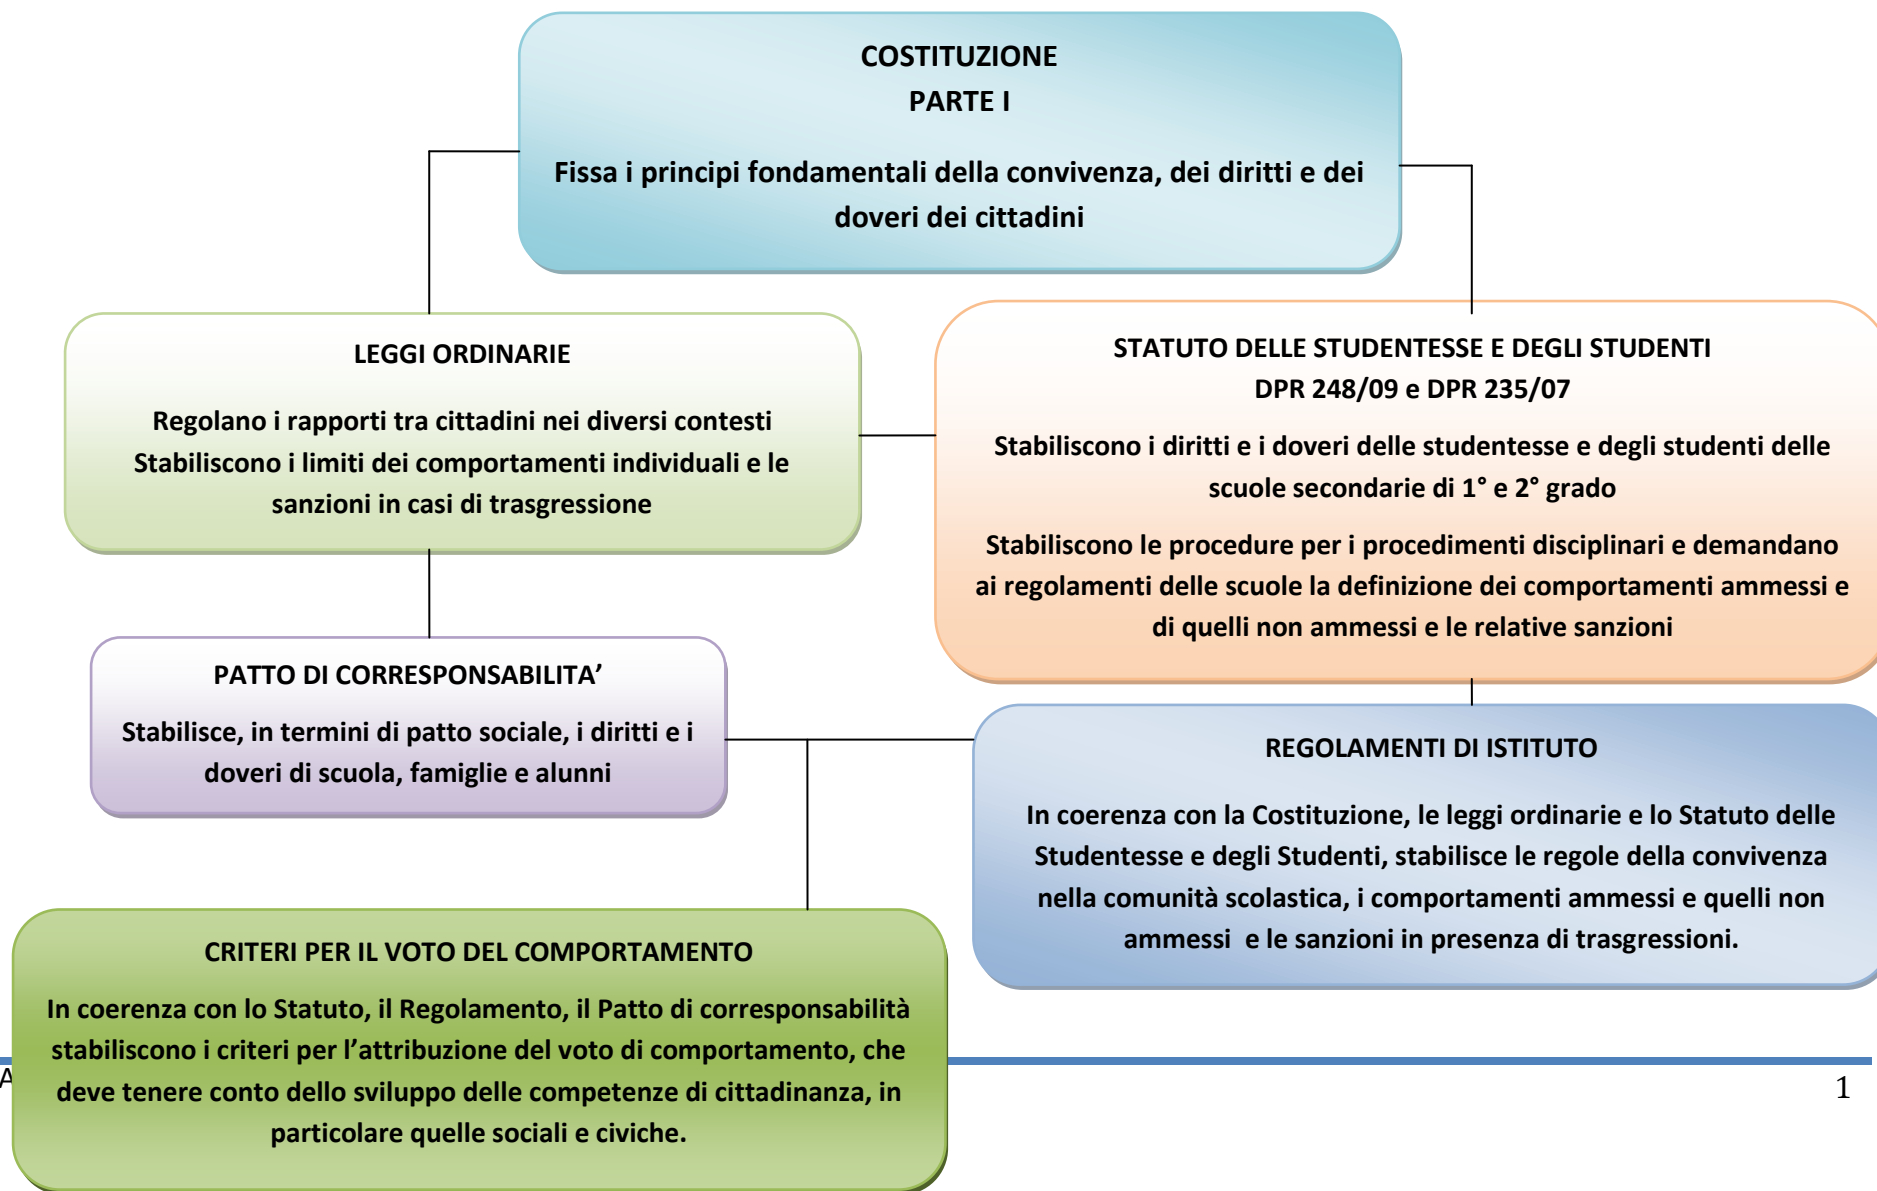 COSTITUZIONE
PARTE I
Fissa i principi fondamentali della convivenza, dei diritti e dei
doveri dei cittadini
LEGGI ORDINARIE
Regolano i rapporti tra cittadini nei diversi contesti
Stabiliscono i limiti dei comportamenti individuali e le
sanzioni in casi di trasgressione
STATUTO DELLE STUDENTESSE E DEGLI STUDENTI
DPR 248/09 e DPR 235/07
Stabiliscono i diritti e i doveri delle studentesse e degli studenti delle
scuole secondarie di 1° e 2° grado
Stabiliscono le procedure per i procedimenti disciplinari e demandano
ai regolamenti delle scuole la definizione dei comportamenti ammessi e
di quelli non ammessi e le relative sanzioni
PATTO DI CORRESPONSABILITA’
Stabilisce, in termini di patto sociale, i diritti e i
doveri di scuola, famiglie e alunni
REGOLAMENTI DI ISTITUTO
In coerenza con la Costituzione, le leggi ordinarie e lo Statuto delle
Studentesse e degli Studenti, stabilisce le regole della convivenza
nella comunità scolastica, i comportamenti ammessi e quelli non
ammessi e le sanzioni in presenza di trasgressioni.
CRITERI PER IL VOTO DEL COMPORTAMENTO
In coerenza con lo Statuto, il Regolamento, il Patto di corresponsabilità
stabiliscono i criteri per l’attribuzione del voto di comportamento, che
deve tenere conto dello sviluppo delle competenze di cittadinanza, in
particolare quelle sociali e civiche.
1